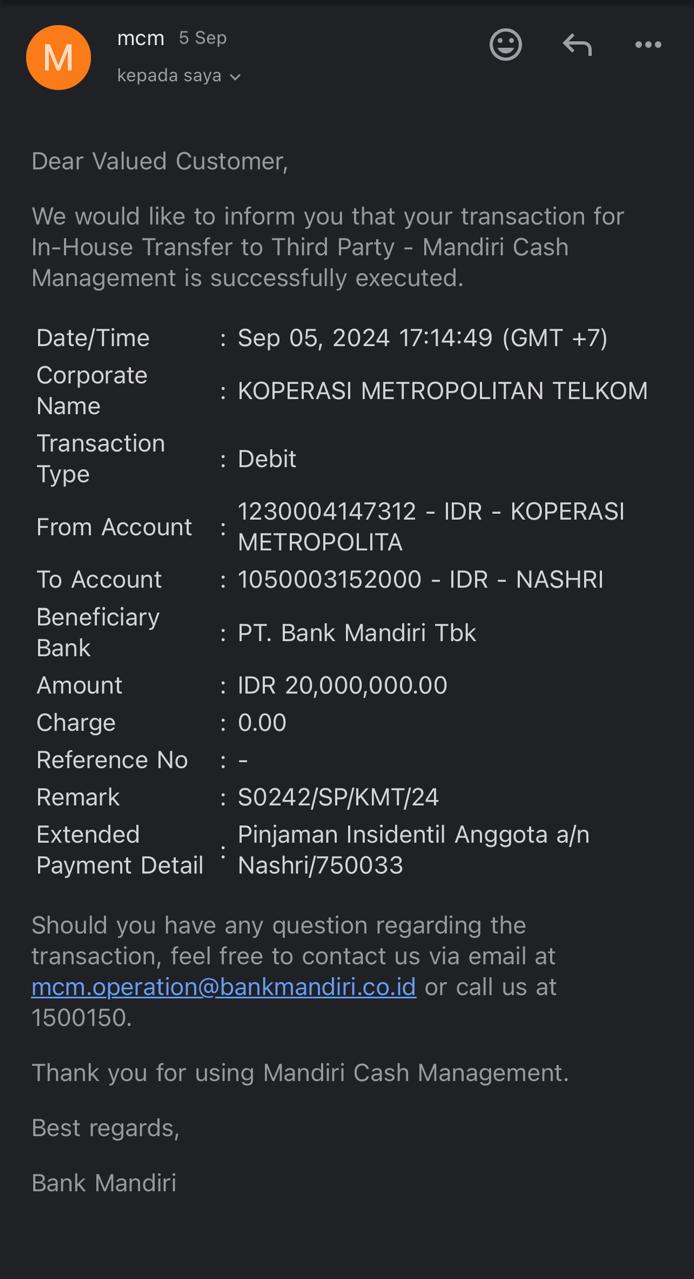 M
mcm 5 Sep
kepada saya
Dear Valued Customer,
We would like to inform you that your transaction for
In-House Transfer to Third Party - Mandiri Cash
Management is successfully executed.
Date/Time : Sep 05, 2024 17:14:49 (GMT +7)
Corporate
Name : KOPERASI METROPOLITAN TELKOM
Transaction
Type : Debit
From Account : 1230004147312 - IDR - KOPERASI
METROPOLITA
To Account : 1050003152000 - IDR - NASHRI
Beneficiary
Bank : PT. Bank Mandiri Tbk
Amount : IDR 20,000,000.00
Charge : 0.00
Reference No : -
Remark : S0242/SP/KMT/24
Extended
Payment Detail : Pinjaman Insidentil Anggota a/n
Nashri/750033
Should you have any question regarding the
transaction, feel free to contact us via email at
mcm.operation@bankmandiri.co.id or call us at
1500150.
Thank you for using Mandiri Cash Management.
Best regards,
Bank Mandiri